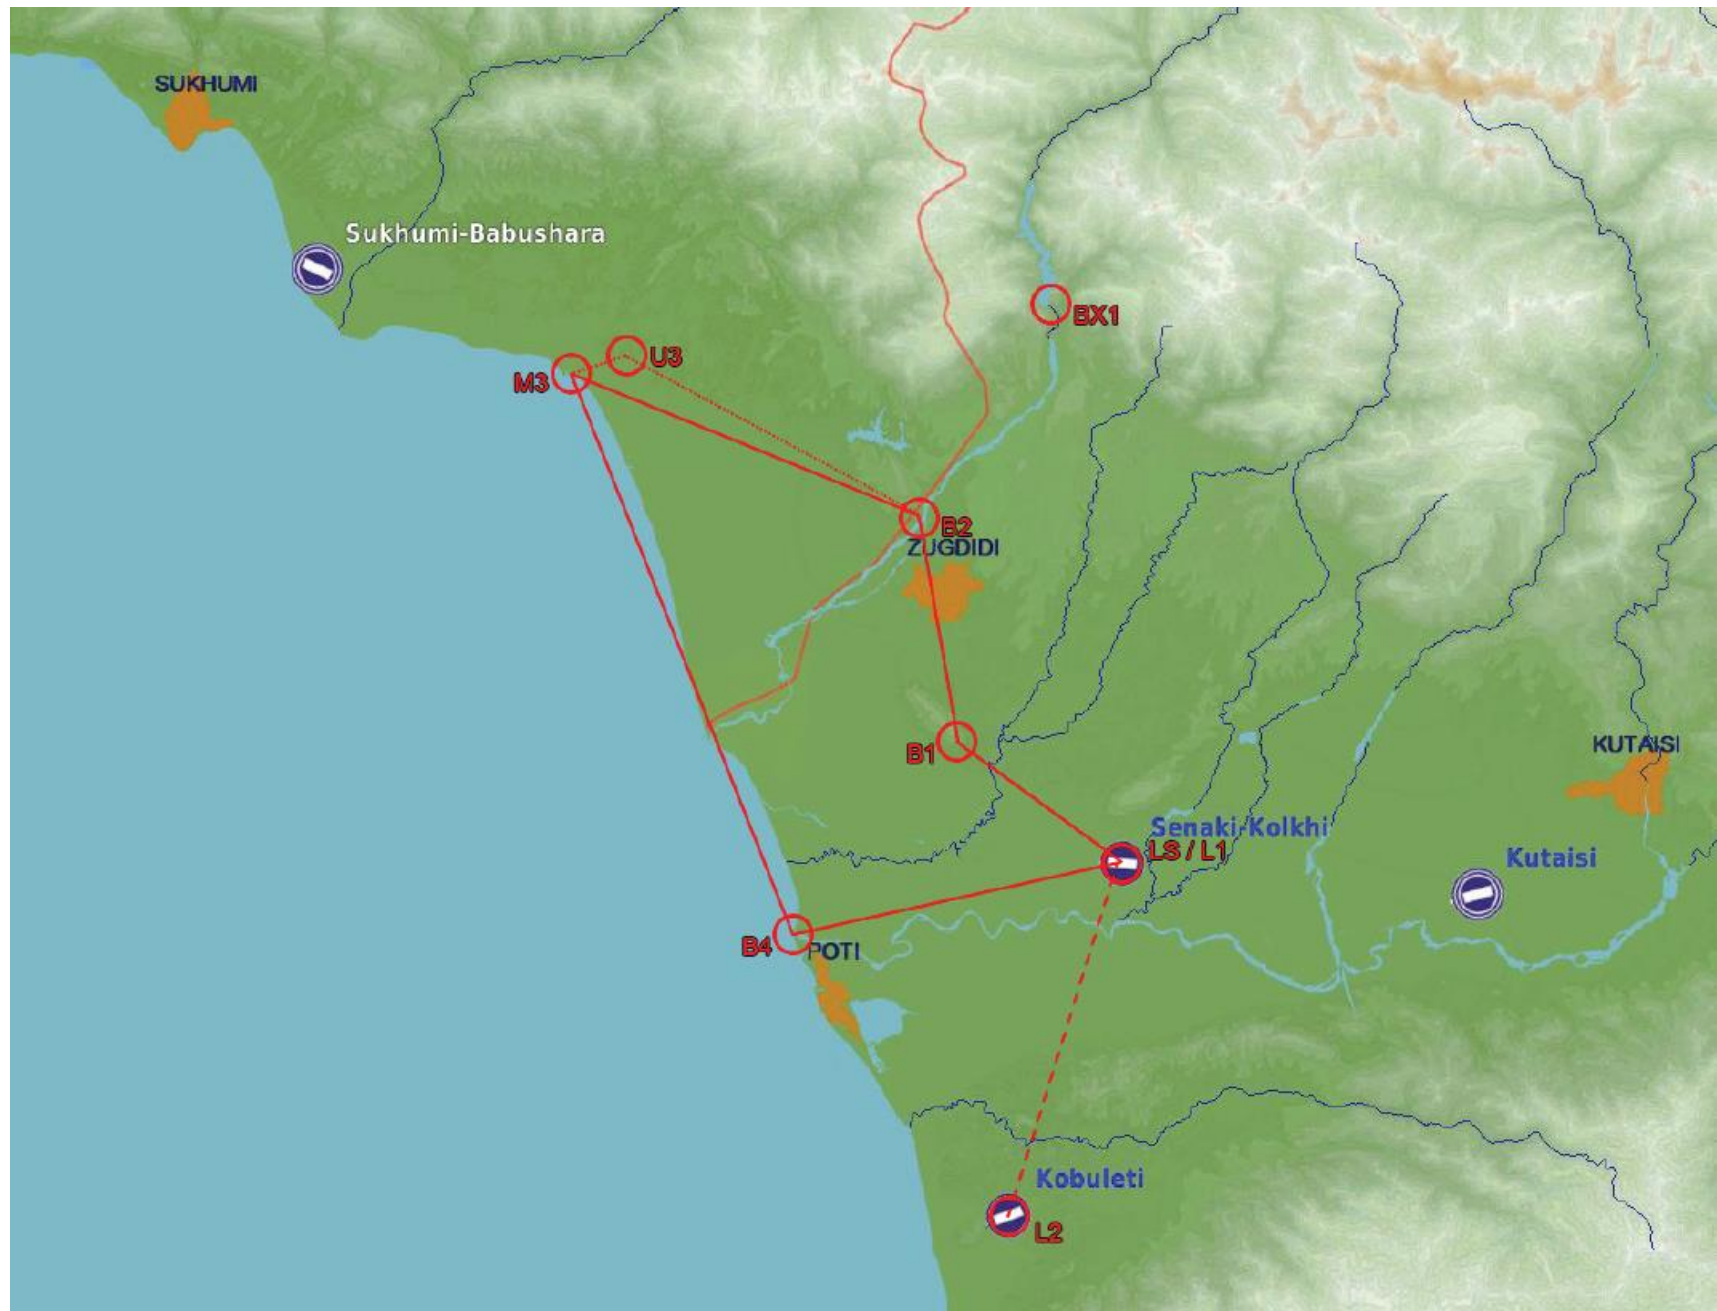 SUKHUMI
Sukhumi-Babushara
BX1
U3
M3
B2
ZUGDIDI
B1
KUTAISI
Senaki-Kolkhi
LS / L1
Kutaisi
B4
POTI
Kobuleti
L2